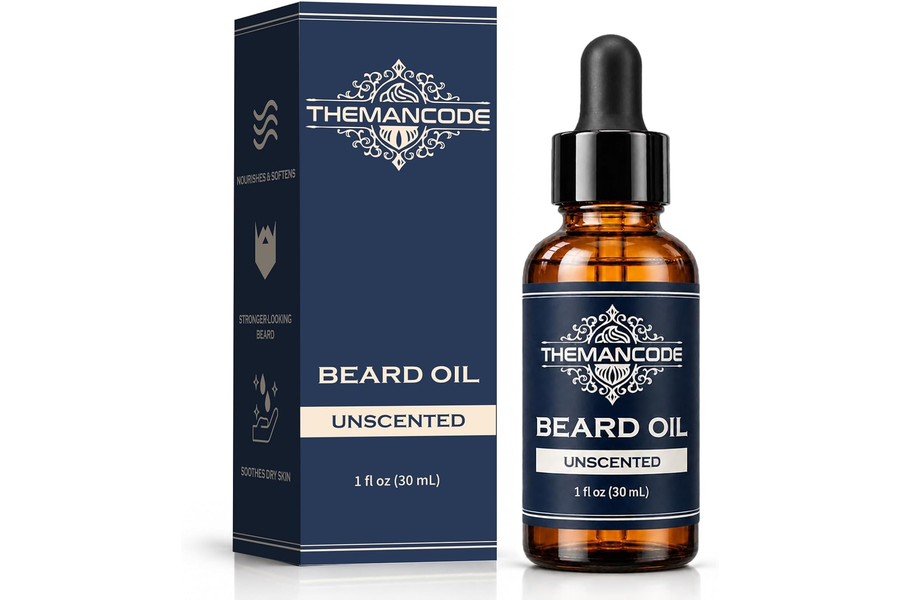 NOURISHES & SOFTENS
STRONGER-LOOKING
BEARD
SOOTHES DRY SKIN
THEMANCODE
BEARD OIL
UNSCENTED
1 fl oz (30 mL)
THEMANCODE
BEARD OIL
UNSCENTED
1 fl oz (30 mL)